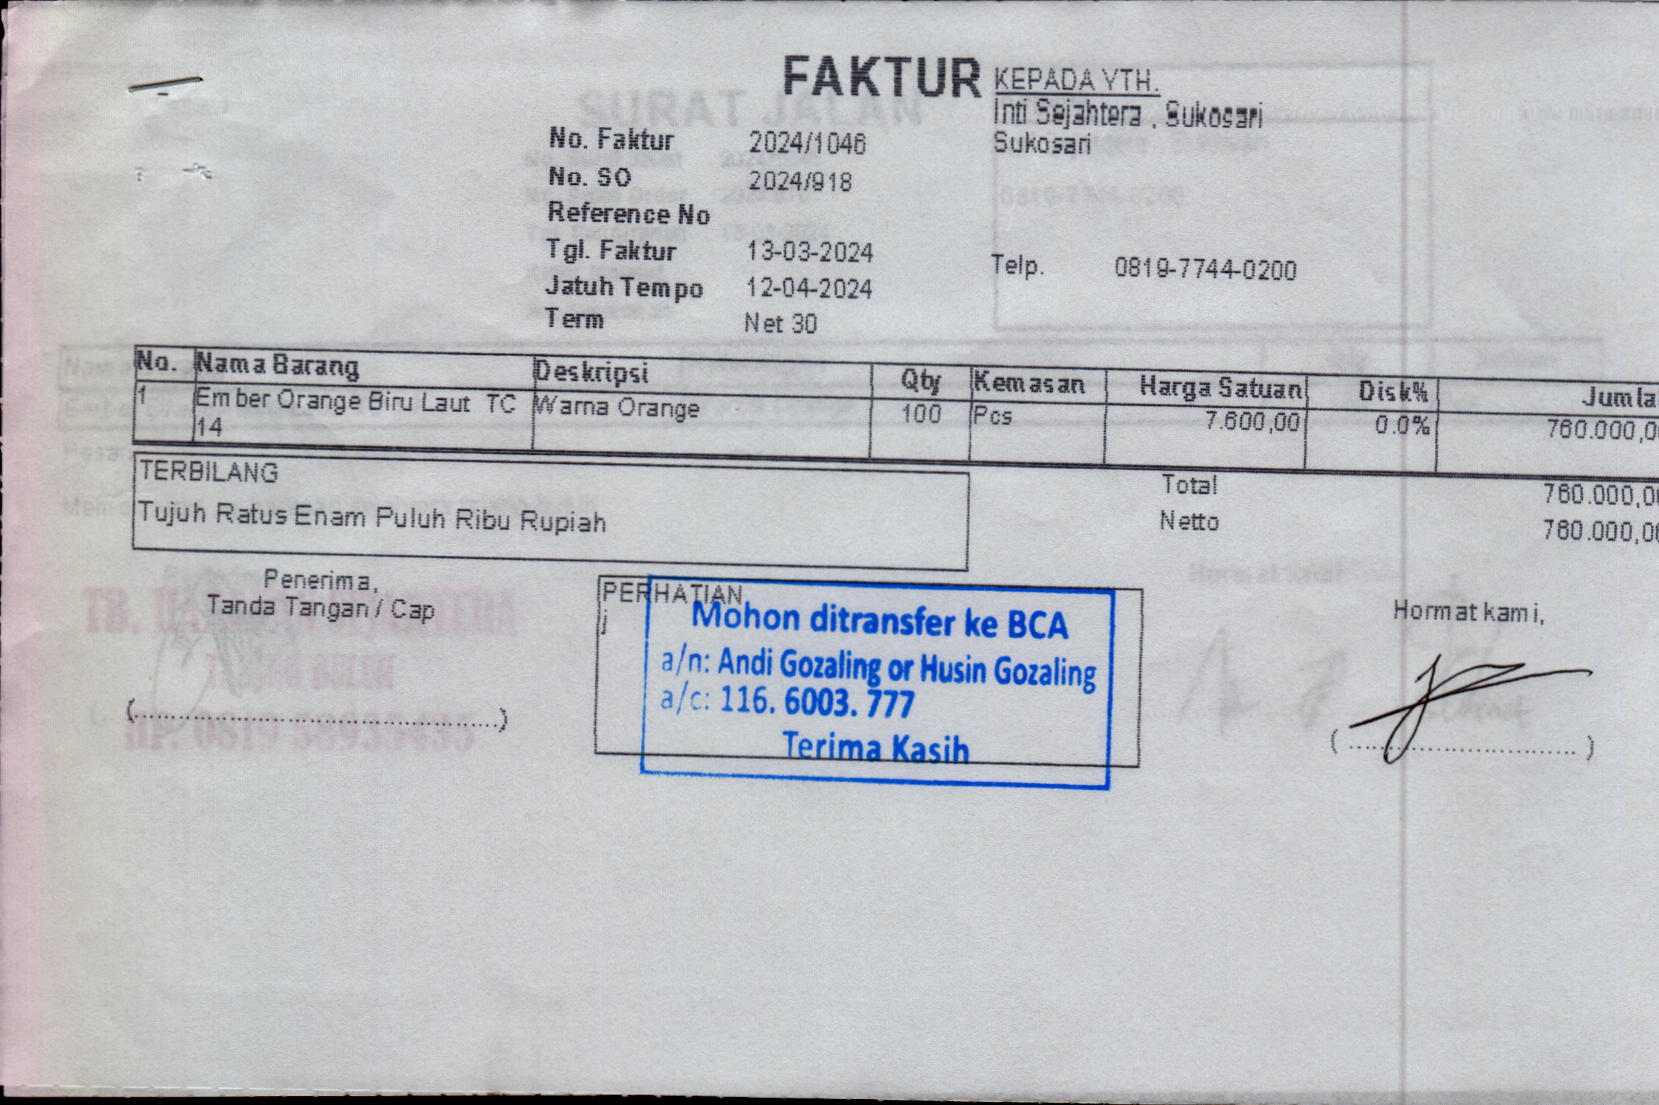 FAKTUR
KEPADA YTH.
Inti Sejahtera , Sukosari
Sukosari
Telp. 0819-7744-0200
No. Faktur 2024/1046
No. SO 2024/918
Reference No
Tgl. Faktur 13-03-2024
Jatuh Tempo 12-04-2024
Term Net 30
No. Nama Barang Deskripsi Qty Kemasan Harga Satuan Disk% Jumla
1 Ember Orange Biru Laut TC Warna Orange 100 Pcs 7.600,00 0.0% 760.000,0
14
TERBILANG
Tujuh Ratus Enam Puluh Ribu Rupiah
Total 760.000,0
Netto 760.000,0
Penerima,
Tanda Tangan / Cap
(..............................................)
PERHATIAN
j
Mohon ditransfer ke BCA
a/n: Andi Gozaling or Husin Gozaling
a/c: 116. 6003. 777
Terima Kasih
Hormat kami,
(..............................)
SURAT JALAN